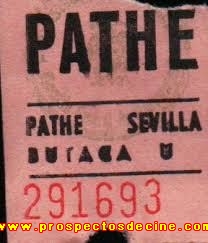 PATHE
PATHE SEVILLA
BUTACA U
291693
www.prospectosdecine.com